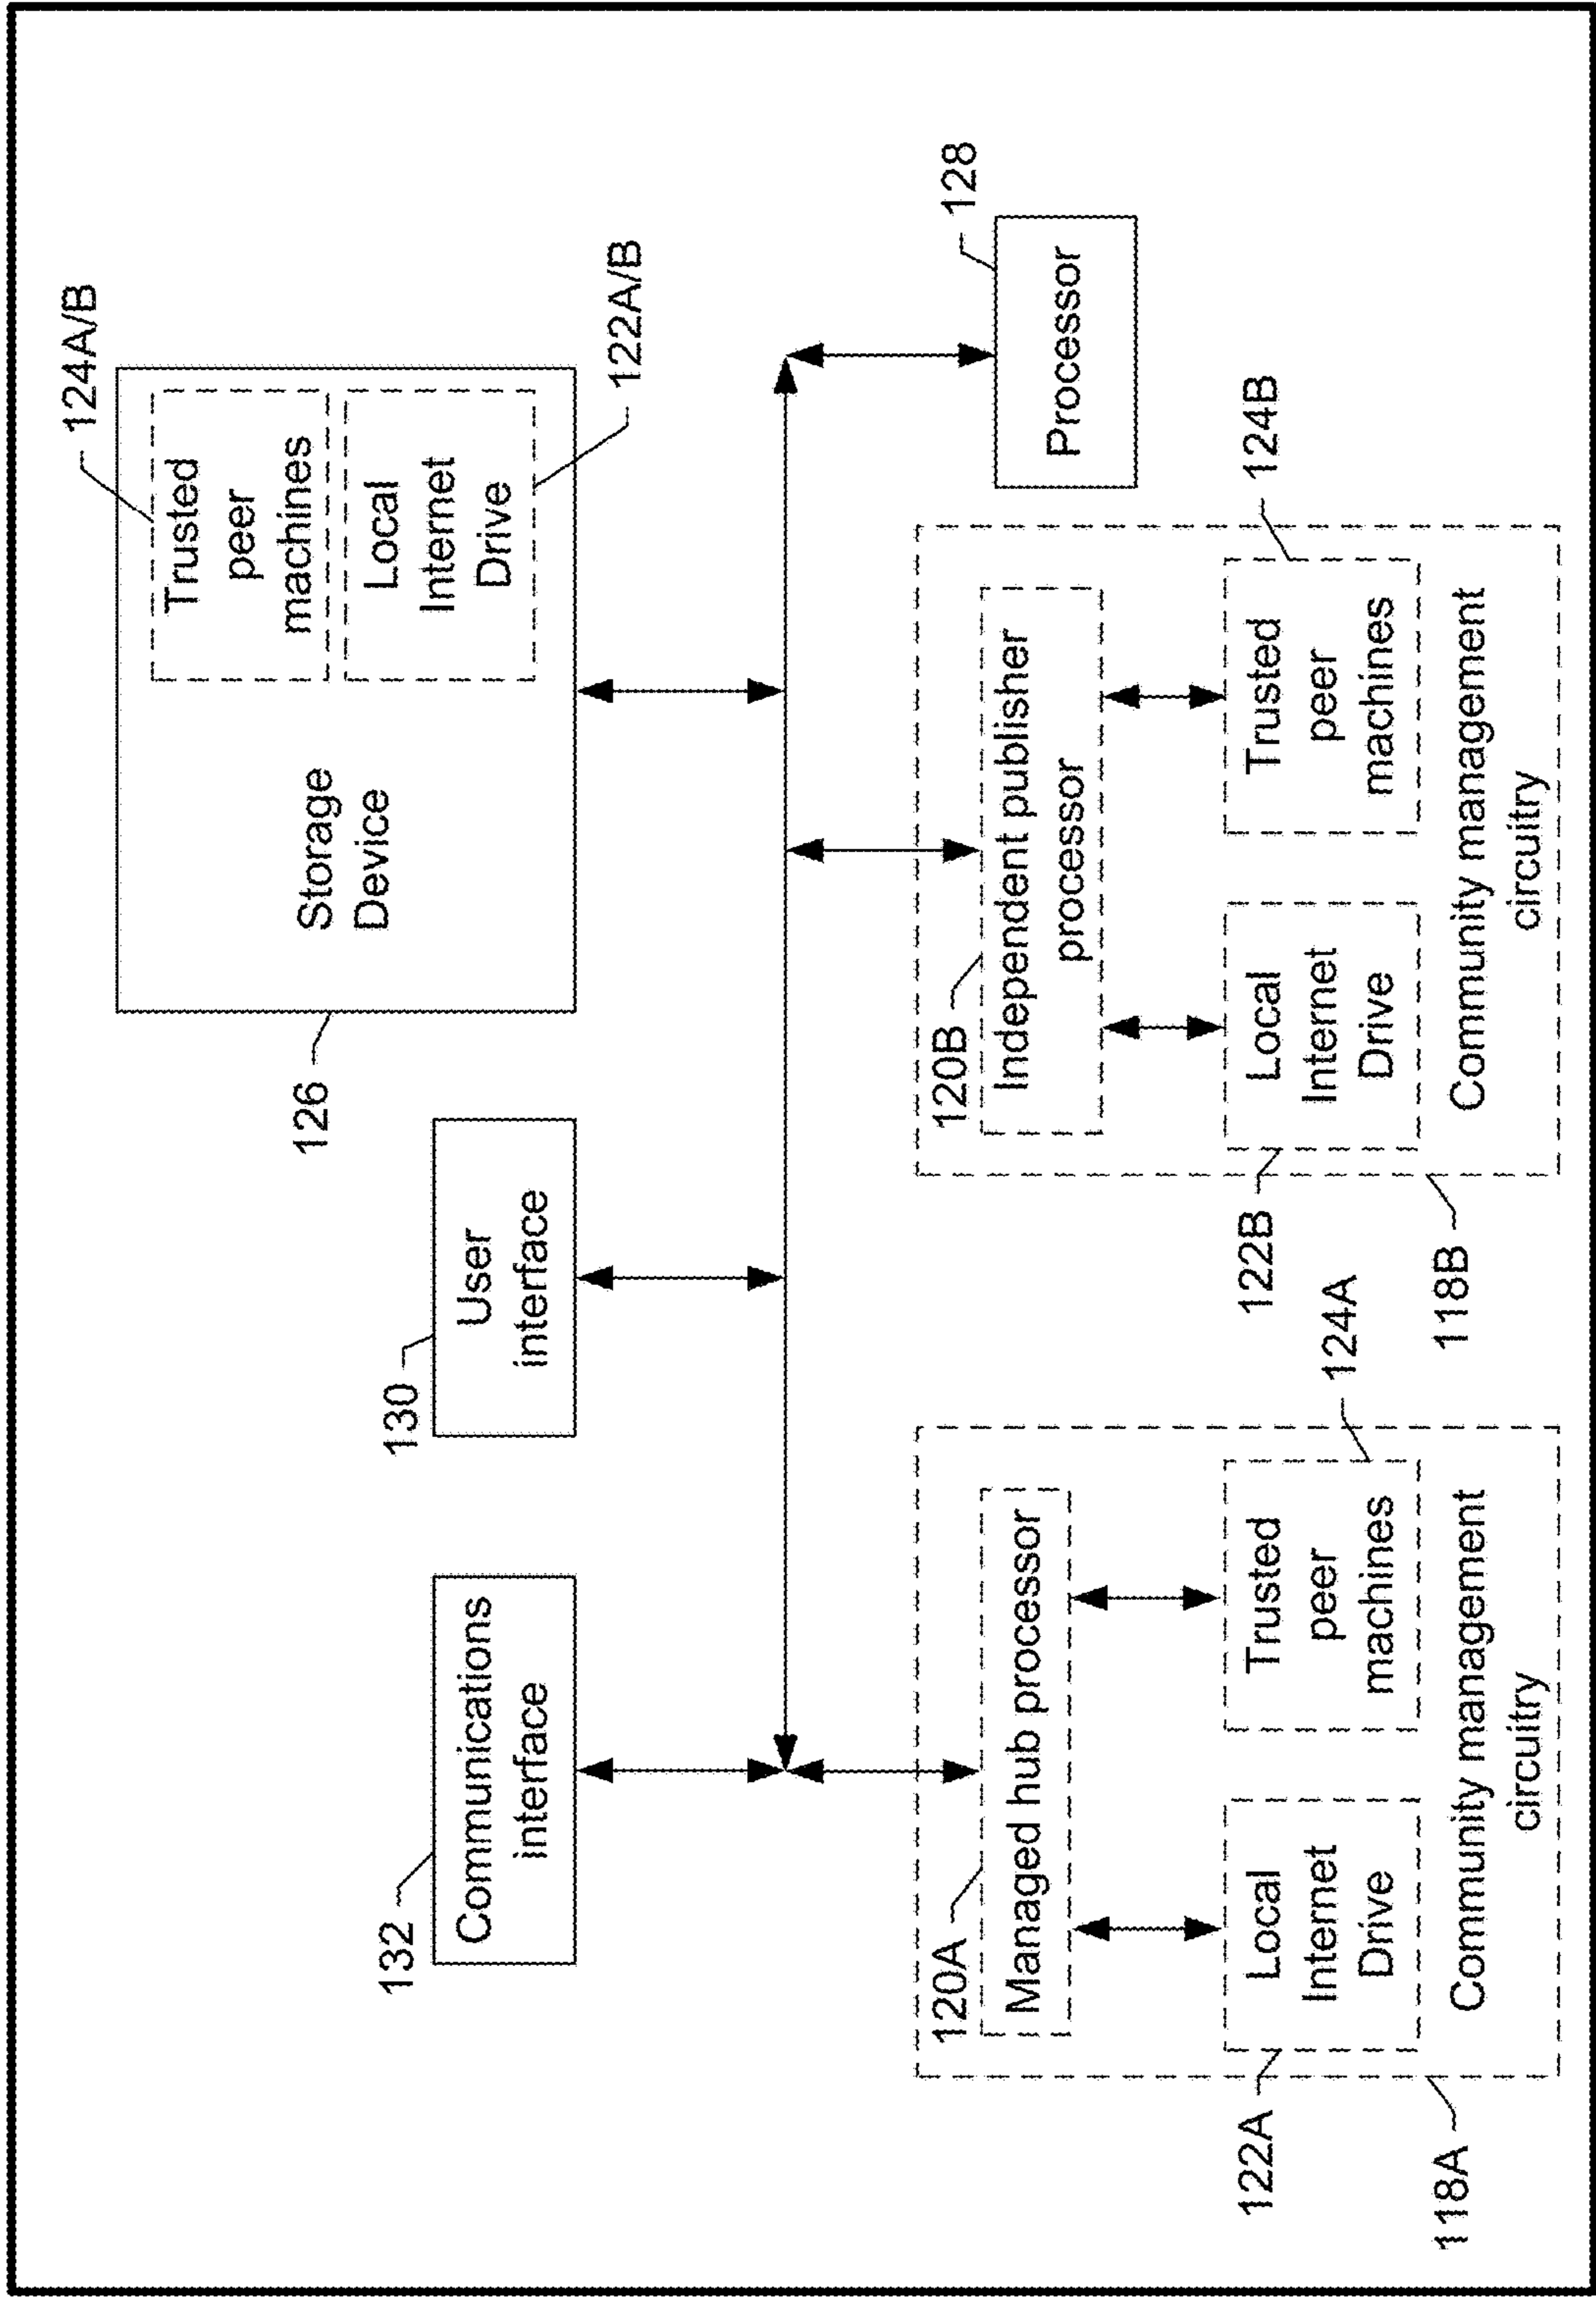 124A/B
Trusted
peer
machines
Local
Internet
Drive
122A/B
Storage
Device
126
130
User
interface
132
Communications
interface
128
Processor
120A
Managed hub processor
Local
Internet
Drive
122A
Trusted
peer
machines
124A
Community management
circuitry
118A
120B
Independent publisher
processor
Local
Internet
Drive
122B
Trusted
peer
machines
124B
Community management
circuitry
118B